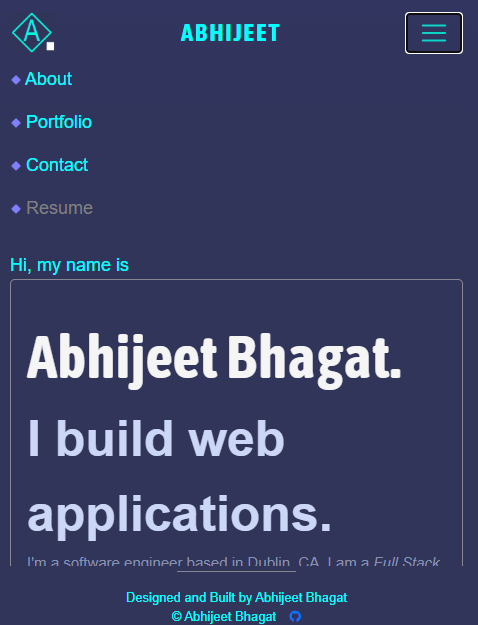 A
ABHIJEET
About
Portfolio
Contact
Resume
Hi, my name is
Abhijeet Bhagat.
I build web
applications.
I'm a software engineer based in Dublin, CA. I am a Full Stack
Designed and Built by Abhijeet Bhagat
© Abhijeet Bhagat